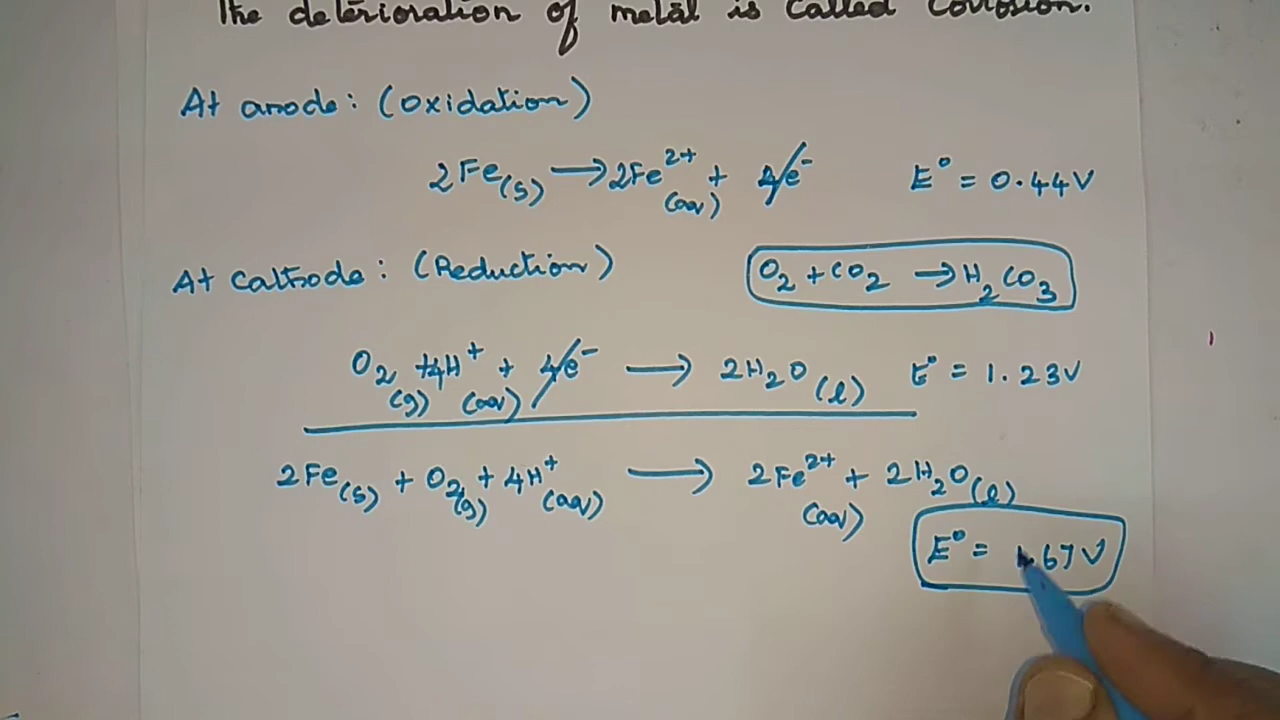 The deterioration of metal is called Corrosion.
At anode: (Oxidation)
2Fe(s) → 2Fe²⁺(aq) + 4e⁻ E° = 0.44V
At Cathode: (Reduction)
O₂ + CO₂ → H₂CO₃
O₂(g) + 4H⁺(aq) + 4e⁻ → 2H₂O(l) E° = 1.23V
2Fe(s) + O₂(g) + 4H⁺(aq) → 2Fe²⁺(aq) + 2H₂O(l)
E° = 1.67V